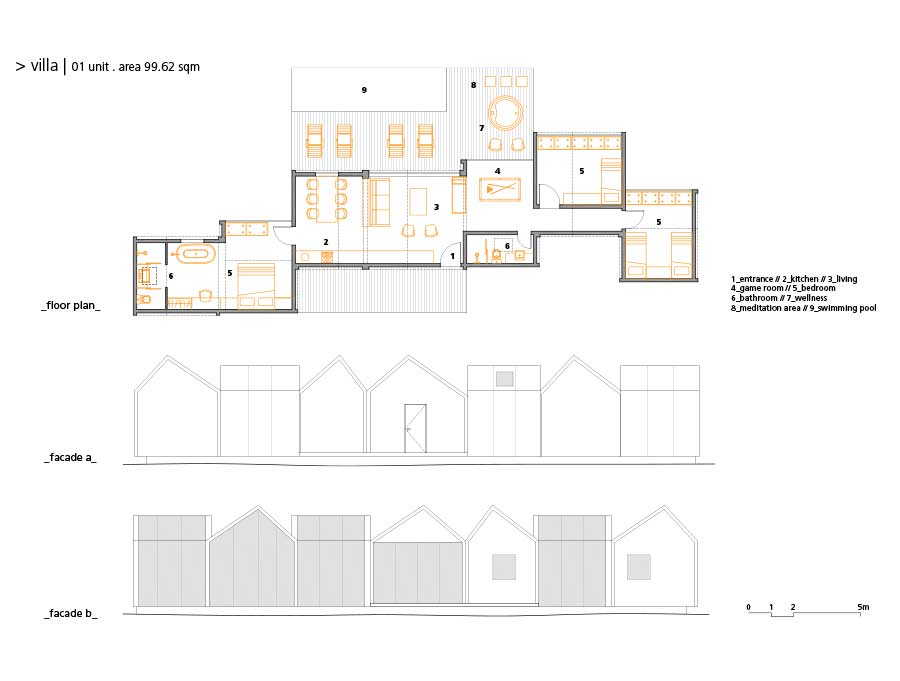 > villa | 01 unit . area 99.62 sqm
9
8
7
4
5
3
5
2
1
6
6
5
_floor plan_
1_entrance // 2_kitchen // 3_living
4_game room // 5_bedroom
6_bathroom // 7_wellness
8_meditation area // 9_swimming pool
_facade a_
_facade b_
0 1 2 5m